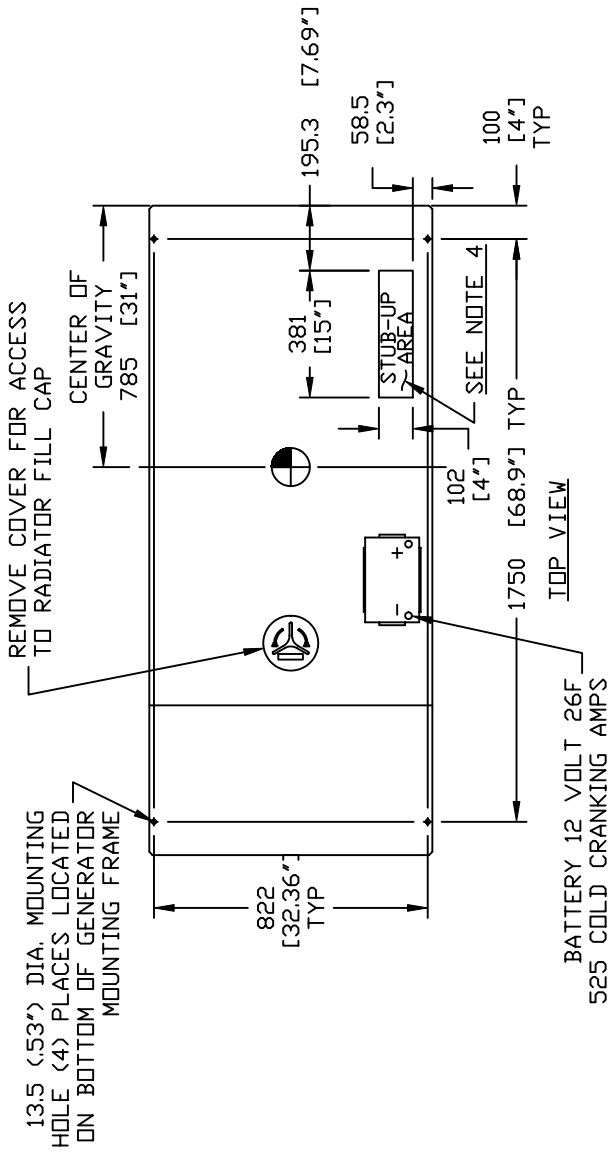 REMOVE COVER FOR ACCESS
TO RADIATOR FILL CAP
13.5 (.53") DIA. MOUNTING
HOLE (4) PLACES LOCATED
ON BOTTOM OF GENERATOR
MOUNTING FRAME
CENTER OF
GRAVITY
785 [31"]
195.3 [7.69"]
381
[15"]
58.5
[2.3"]
STUB-UP
AREA
100
[4"]
TYP
SEE NOTE 4
102
[4"]
- +
822
[32.36"]
TYP
1750 [68.9"] TYP
TOP VIEW
BATTERY 12 VOLT 26F
525 COLD CRANKING AMPS